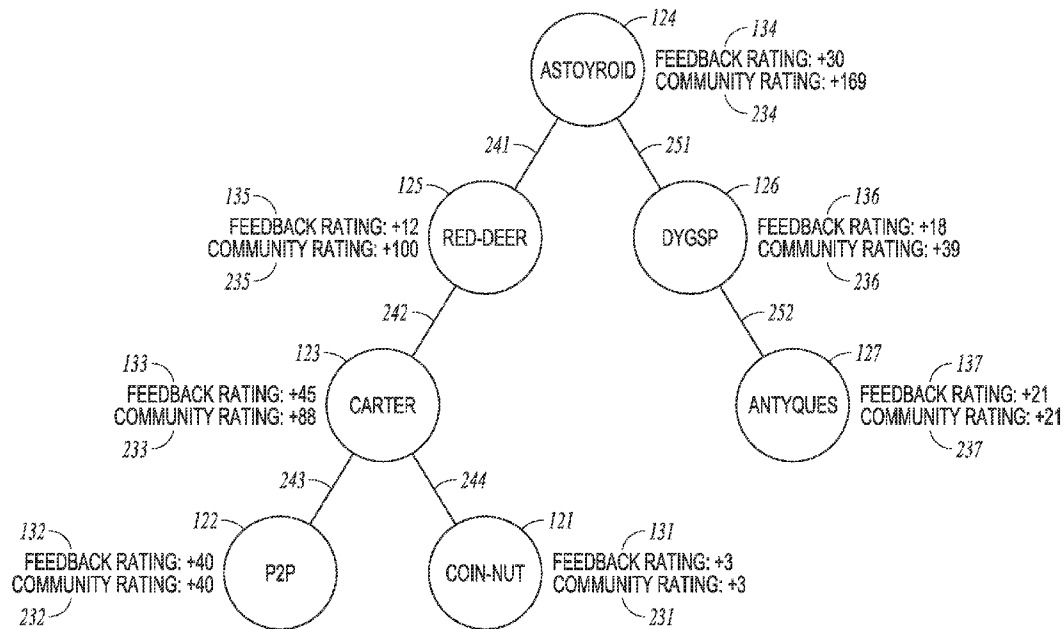 124
134
ASTOYROID
FEEDBACK RATING: +30
COMMUNITY RATING: +169
234
241
251
125
126
135
136
FEEDBACK RATING: +12
COMMUNITY RATING: +100
RED-DEER
DYGSP
FEEDBACK RATING: +18
COMMUNITY RATING: +39
235
236
242
252
123
127
133
137
FEEDBACK RATING: +45
COMMUNITY RATING: +88
CARTER
ANTYQUES
FEEDBACK RATING: +21
COMMUNITY RATING: +21
233
237
243
244
122
121
132
131
FEEDBACK RATING: +40
COMMUNITY RATING: +40
P2P
COIN-NUT
FEEDBACK RATING: +3
COMMUNITY RATING: +3
232
231